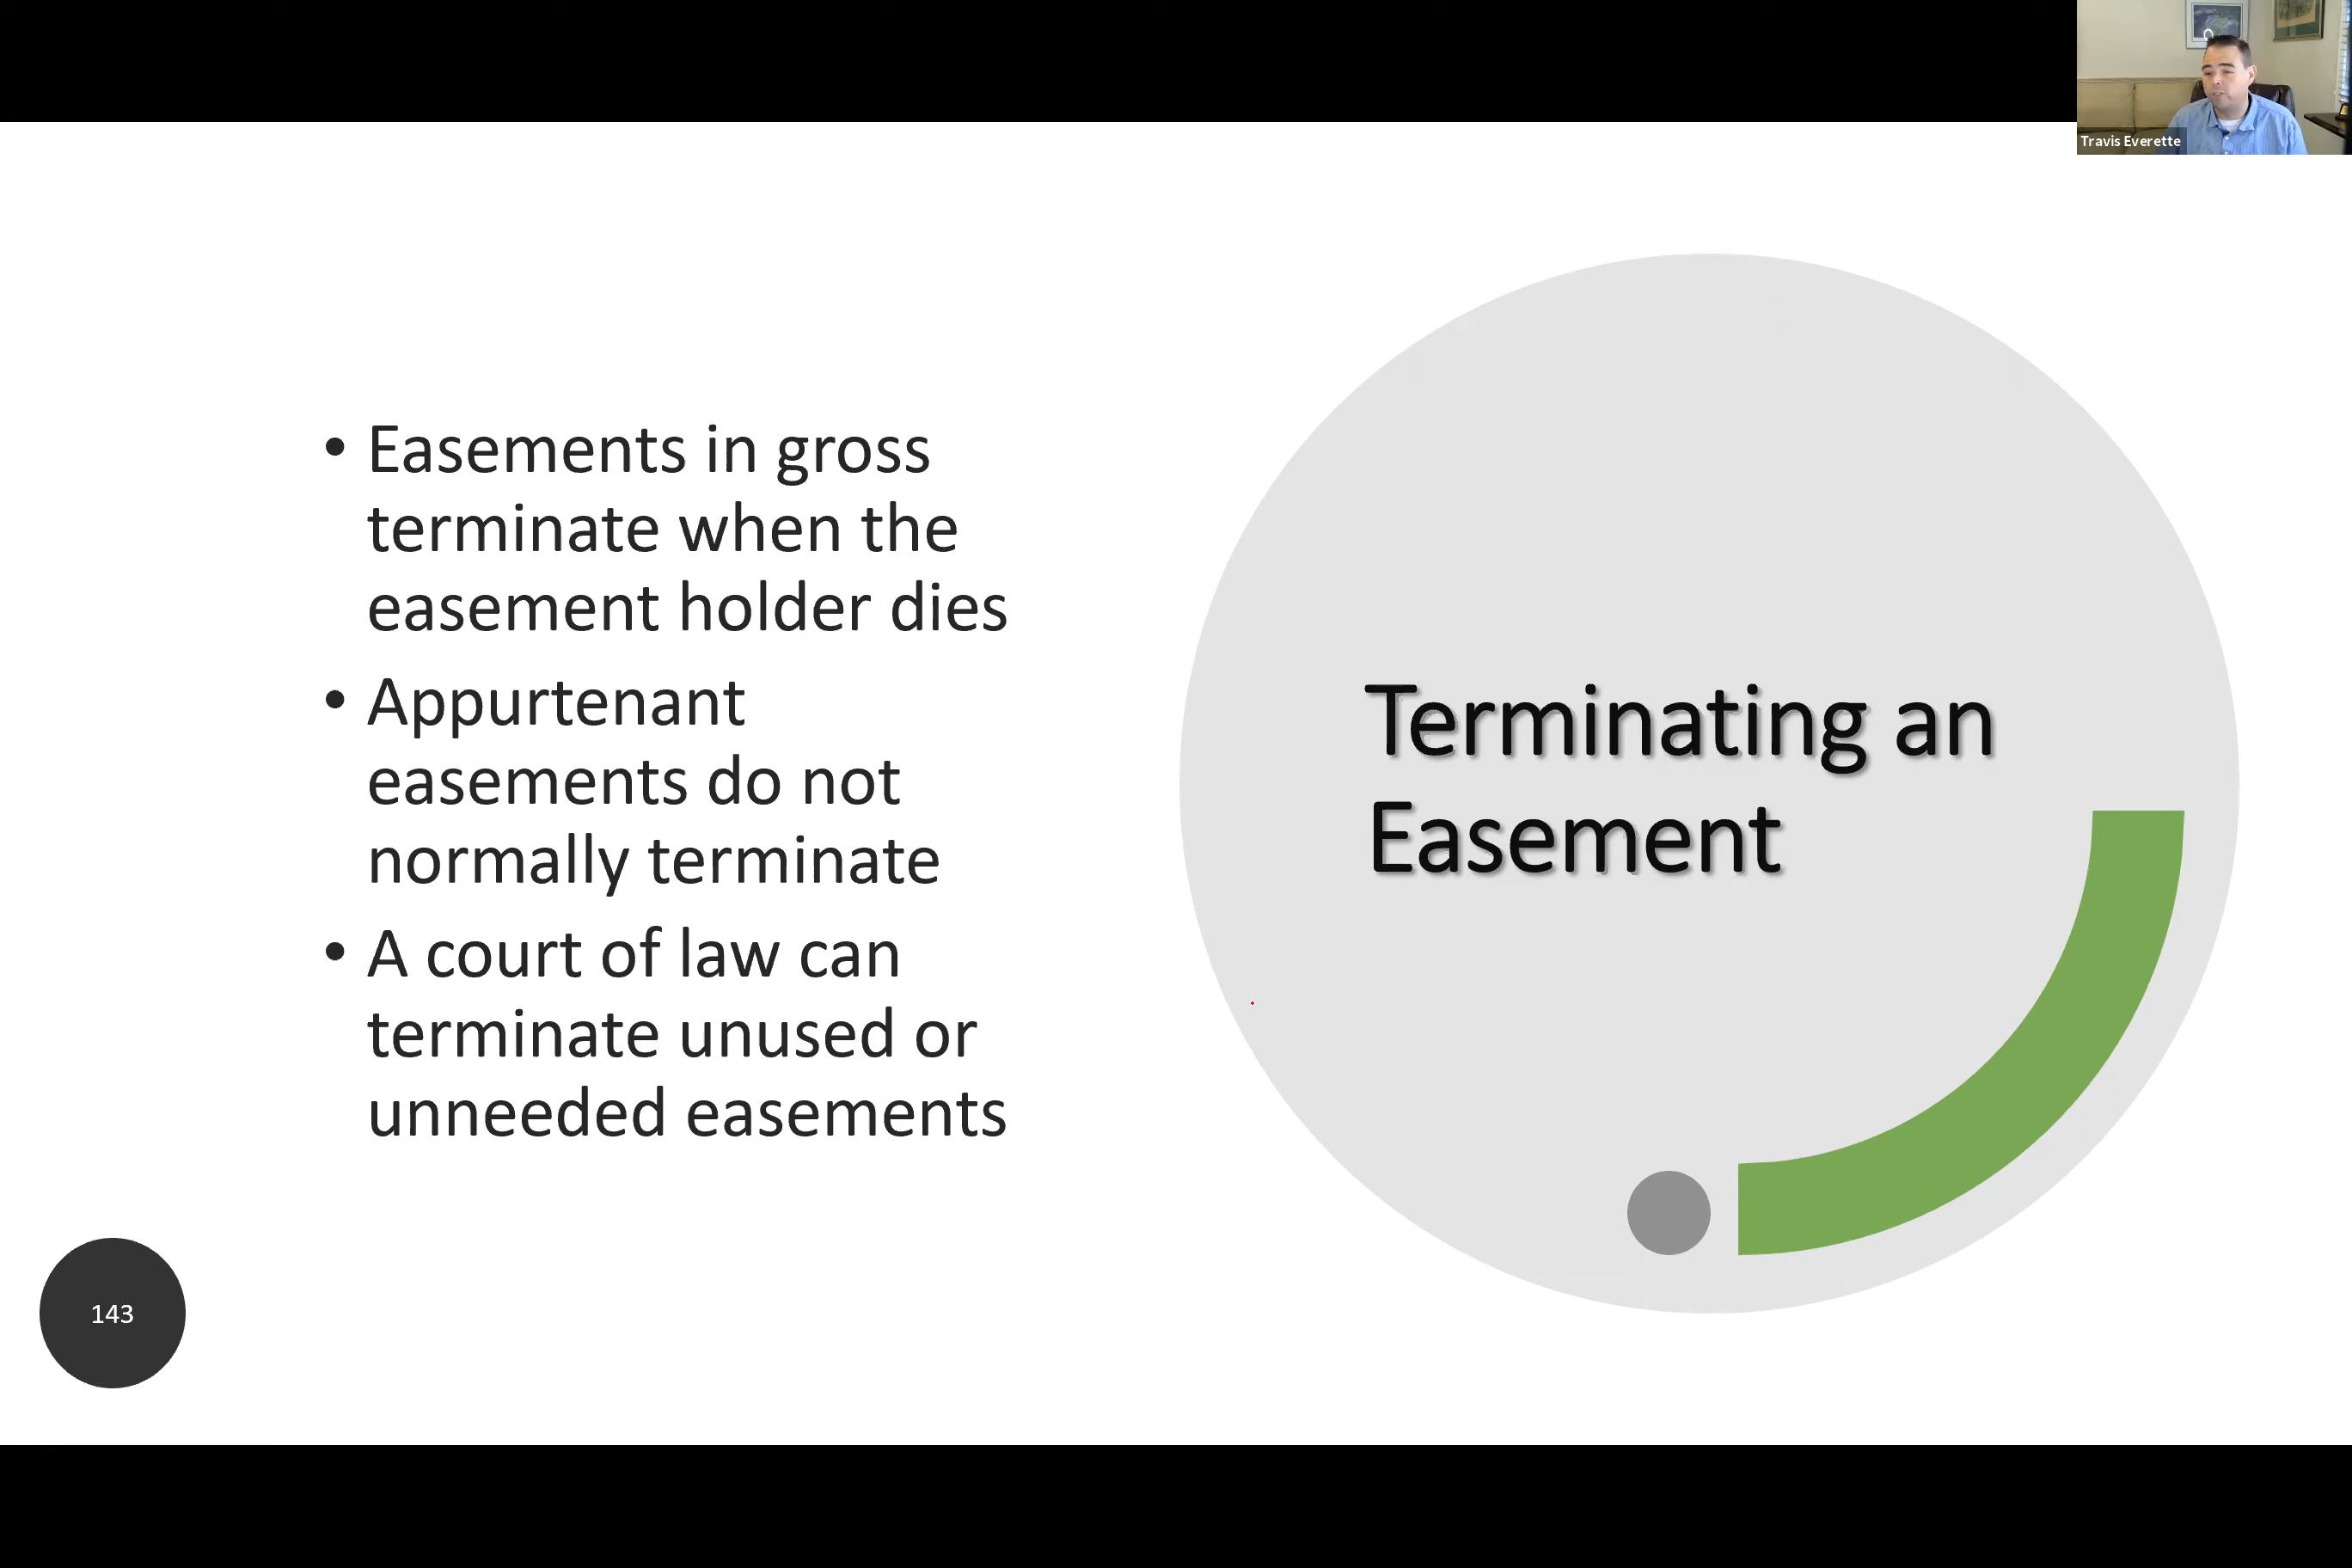 Travis Everette
• Easements in gross
terminate when the
easement holder dies
• Appurtenant
easements do not
normally terminate
• A court of law can
terminate unused or
unneeded easements
Terminating an
Easement
143